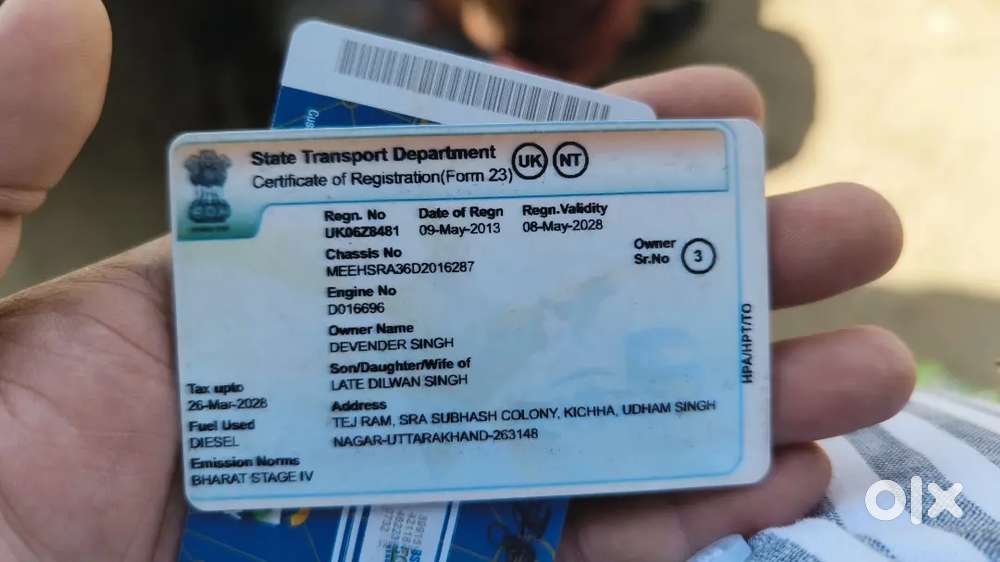 State Transport Department UK NT
Certificate of Registration(Form 23)
Regn. No Date of Regn Regn.Validity
UK06Z8481 09-May-2013 08-May-2028
Chassis No
MEEHSRA36D2016287
Owner
Sr.No 3
Engine No
D016696
Owner Name
DEVENDER SINGH
Son/Daughter/Wife of
LATE DILWAN SINGH
Tax upto
26-Mar-2028
Address
TEJ RAM, SRA SUBHASH COLONY, KICHHA, UDHAM SINGH
NAGAR-UTTARAKHAND-263148
Fuel Used
DIESEL
Emission Norms
BHARAT STAGE IV
HPA/HPT/TO
olx